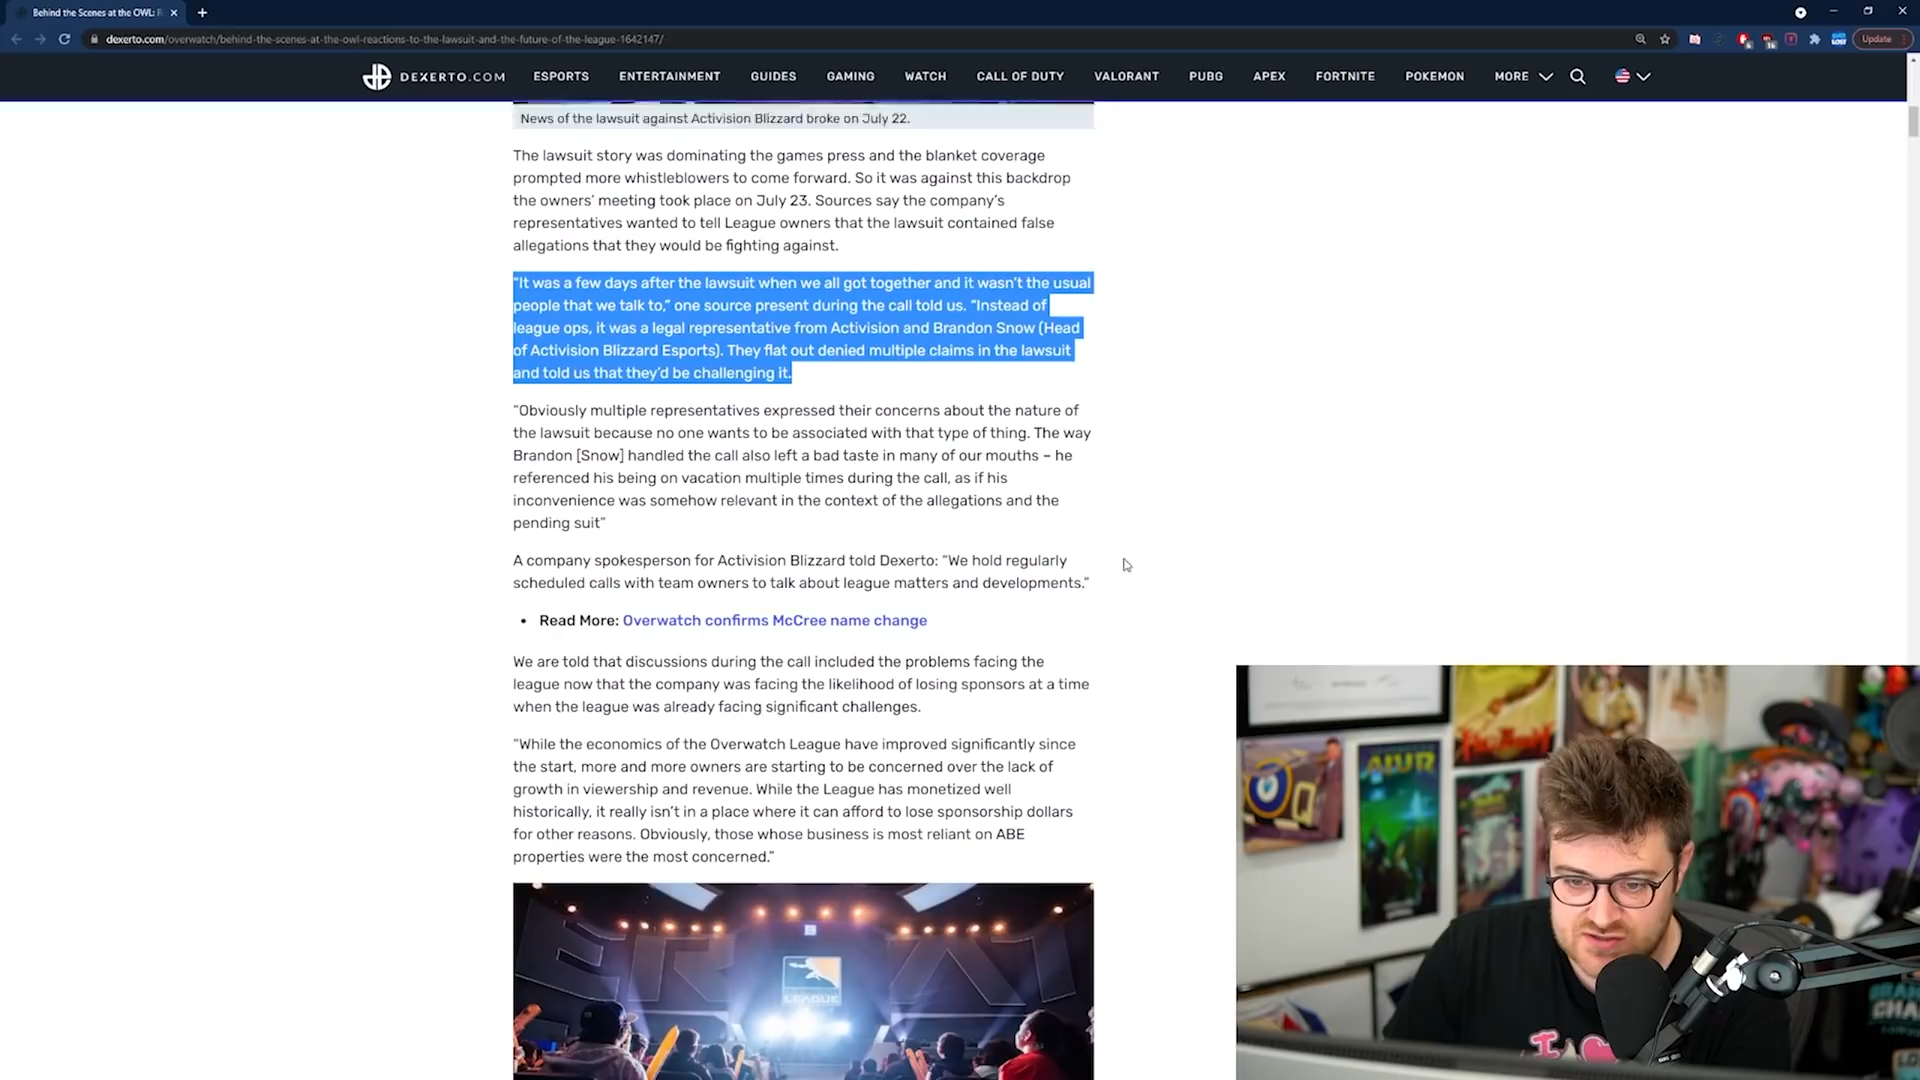 Behind the Scenes at the OWL: R
dexerto.com/overwatch/behind-the-scenes-at-the-owl-reactions-to-the-lawsuit-and-the-future-of-the-league-1642147/
Update
DEXERTO.COM ESPORTS ENTERTAINMENT GUIDES GAMING WATCH CALL OF DUTY VALORANT PUBG APEX FORTNITE POKEMON MORE
News of the lawsuit against Activision Blizzard broke on July 22.
The lawsuit story was dominating the games press and the blanket coverage
prompted more whistleblowers to come forward. So it was against this backdrop
the owners’ meeting took place on July 23. Sources say the company’s
representatives wanted to tell League owners that the lawsuit contained false
allegations that they would be fighting against.
“It was a few days after the lawsuit when we all got together and it wasn’t the usual
people that we talk to,” one source present during the call told us. “Instead of
league ops, it was a legal representative from Activision and Brandon Snow (Head
of Activision Blizzard Esports). They flat out denied multiple claims in the lawsuit
and told us that they’d be challenging it.
“Obviously multiple representatives expressed their concerns about the nature of
the lawsuit because no one wants to be associated with that type of thing. The way
Brandon [Snow] handled the call also left a bad taste in many of our mouths – he
referenced his being on vacation multiple times during the call, as if his
inconvenience was somehow relevant in the context of the allegations and the
pending suit”
A company spokesperson for Activision Blizzard told Dexerto: “We hold regularly
scheduled calls with team owners to talk about league matters and developments.”
• Read More: Overwatch confirms McCree name change
We are told that discussions during the call included the problems facing the
league now that the company was facing the likelihood of losing sponsors at a time
when the league was already facing significant challenges.
“While the economics of the Overwatch League have improved significantly since
the start, more and more owners are starting to be concerned over the lack of
growth in viewership and revenue. While the League has monetized well
historically, it really isn’t in a place where it can afford to lose sponsorship dollars
for other reasons. Obviously, those whose business is most reliant on ABE
properties were the most concerned.”
LEAGUE
AIUR